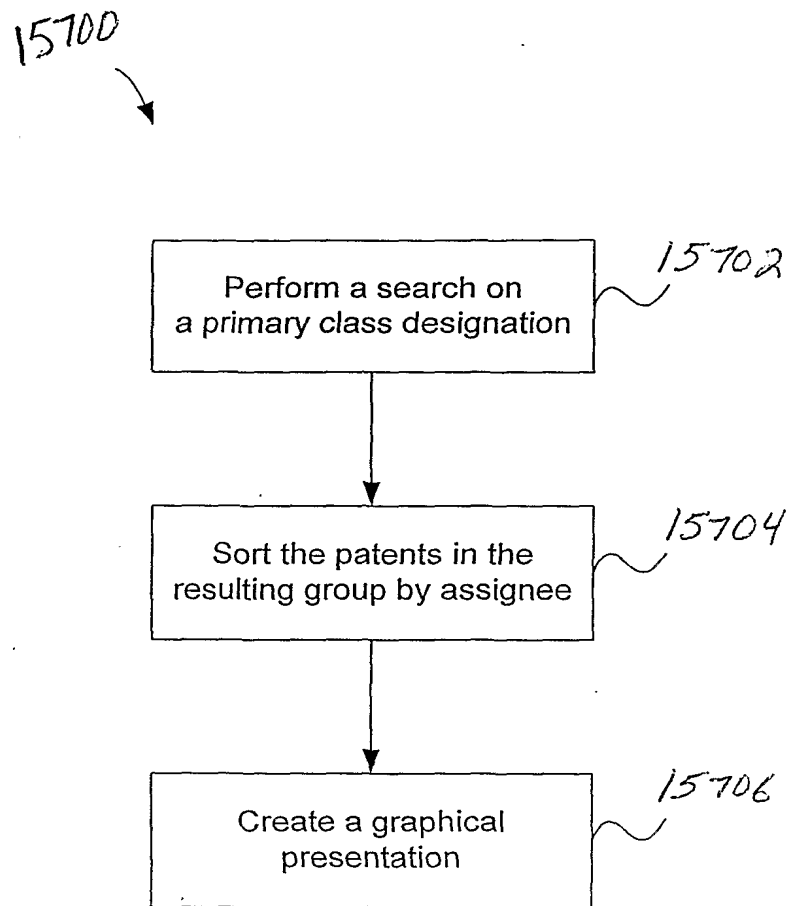 15700
Perform a search on
a primary class designation
15702
Sort the patents in the
resulting group by assignee
15704
Create a graphical
presentation
15706